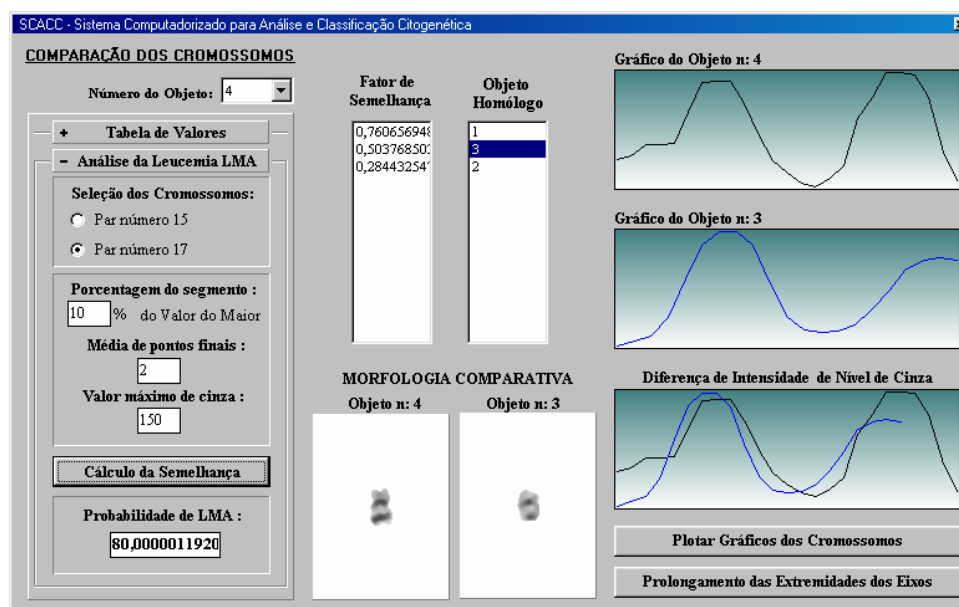 SCACC - Sistema Computadorizado para Análise e Classificação Citogenética
COMPARAÇÃO DOS CROMOSSOMOS
Número do Objeto: 4
+ Tabela de Valores
- Análise da Leucemia LMA
Seleção dos Cromossomos:
Par número 15
Par número 17
Porcentagem do segmento :
10 % do Valor do Maior
Média de pontos finais :
2
Valor máximo de cinza :
150
Cálculo da Semelhança
Probabilidade de LMA :
80,0000011920
Fator de Semelhança
0,760656948
0,503768503
0,284432547
Objeto Homólogo
1
3
2
MORFOLOGIA COMPARATIVA
Objeto n: 4
Objeto n: 3
Gráfico do Objeto n: 4
Gráfico do Objeto n: 3
Diferença de Intensidade de Nível de Cinza
Plotar Gráficos dos Cromossomos
Prolongamento das Extremidades dos Eixos